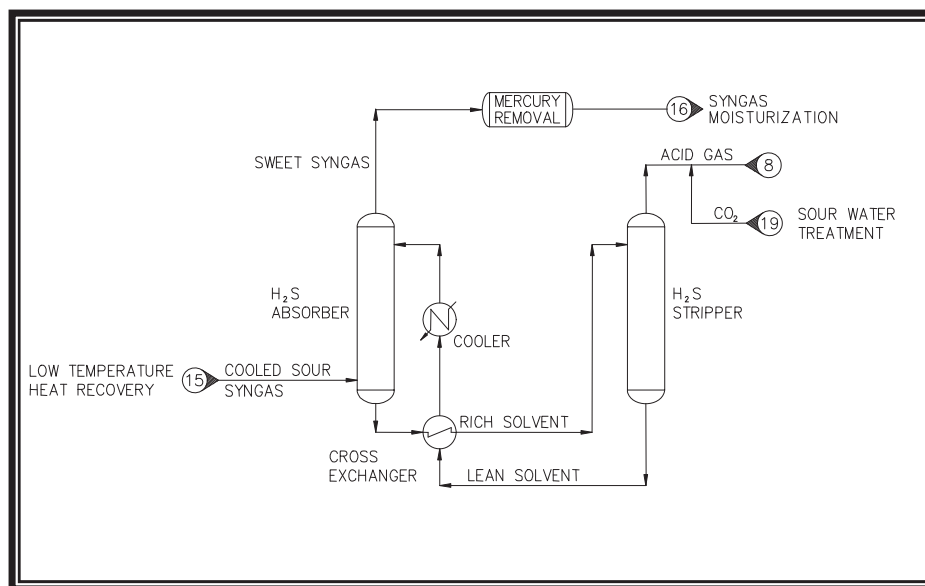 MERCURY
REMOVAL
16
SYNGAS
MOISTURIZATION
SWEET SYNGAS
ACID GAS
8
CO₂
19
SOUR WATER
TREATMENT
H₂S
ABSORBER
H₂S
STRIPPER
COOLER
LOW TEMPERATURE
HEAT RECOVERY
15
COOLED SOUR
SYNGAS
RICH SOLVENT
CROSS
EXCHANGER
LEAN SOLVENT